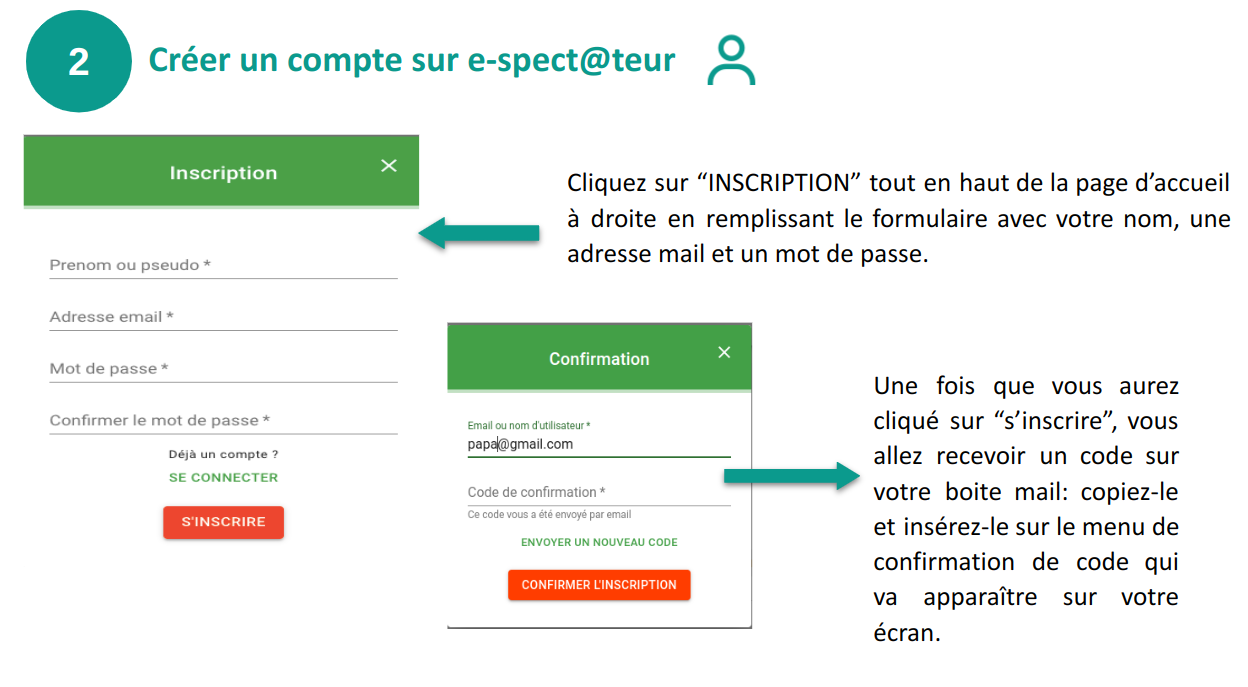 2
Créer un compte sur e-spect@teur
Inscription
Prenom ou pseudo *
Adresse email *
Mot de passe *
Confirmer le mot de passe *
Déjà un compte ?
SE CONNECTER
S'INSCRIRE
Cliquez sur “INSCRIPTION” tout en haut de la page d’accueil
à droite en remplissant le formulaire avec votre nom, une
adresse mail et un mot de passe.
Confirmation
Email ou nom d'utilisateur *
papa@gmail.com
Code de confirmation *
Ce code vous a été envoyé par email
ENVOYER UN NOUVEAU CODE
CONFIRMER L'INSCRIPTION
Une fois que vous aurez
cliqué sur “s’inscrire”, vous
allez recevoir un code sur
votre boite mail: copiez-le
et insérez-le sur le menu de
confirmation de code qui
va apparaître sur votre
écran.